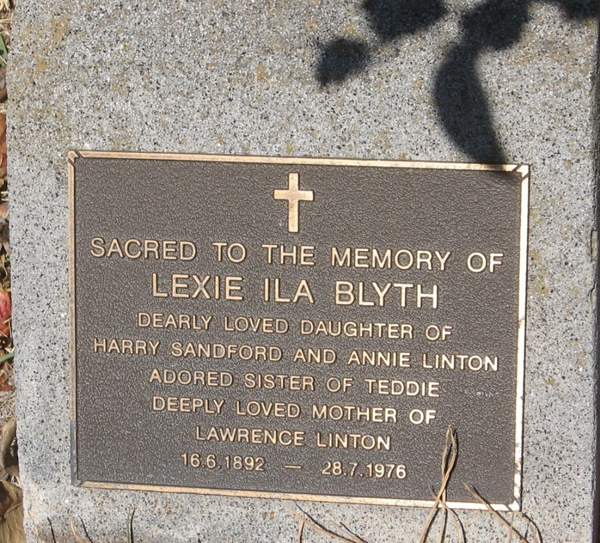 SACRED TO THE MEMORY OF
LEXIE ILA BLYTH
DEARLY LOVED DAUGHTER OF
HARRY SANDFORD AND ANNIE LINTON
ADORED SISTER OF TEDDIE
DEEPLY LOVED MOTHER OF
LAWRENCE LINTON
16.6.1892 — 28.7.1976